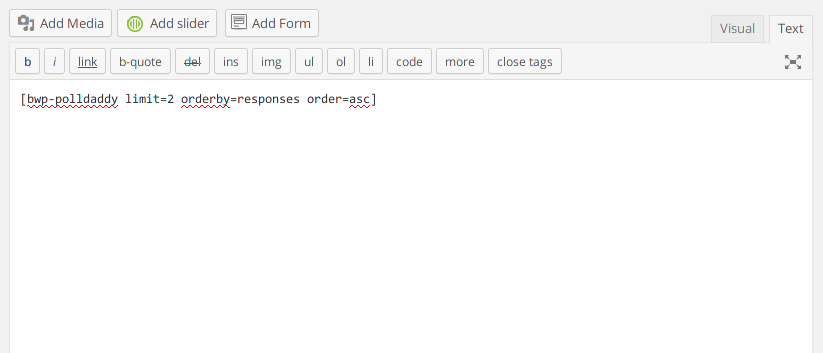 Add Media Add slider Add Form
Visual Text
b i link b-quote del ins img ul ol li code more close tags
[bwp-polldaddy limit=2 orderby=responses order=asc]